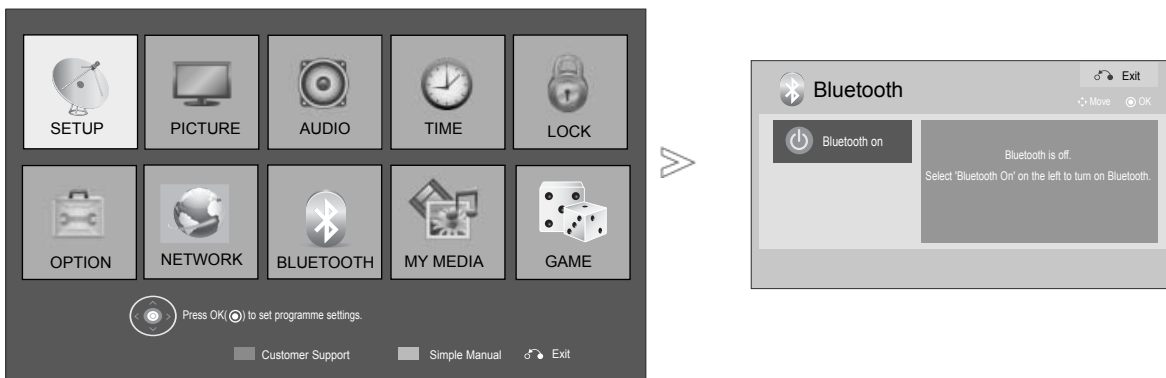 SETUP
PICTURE
AUDIO
TIME
LOCK
OPTION
NETWORK
BLUETOOTH
MY MEDIA
GAME
Press OK(◉) to set programme settings.
Customer Support
Simple Manual
Exit
Bluetooth
Exit
Move
OK
Bluetooth on
Bluetooth is off.
Select 'Bluetooth On' on the left to turn on Bluetooth.